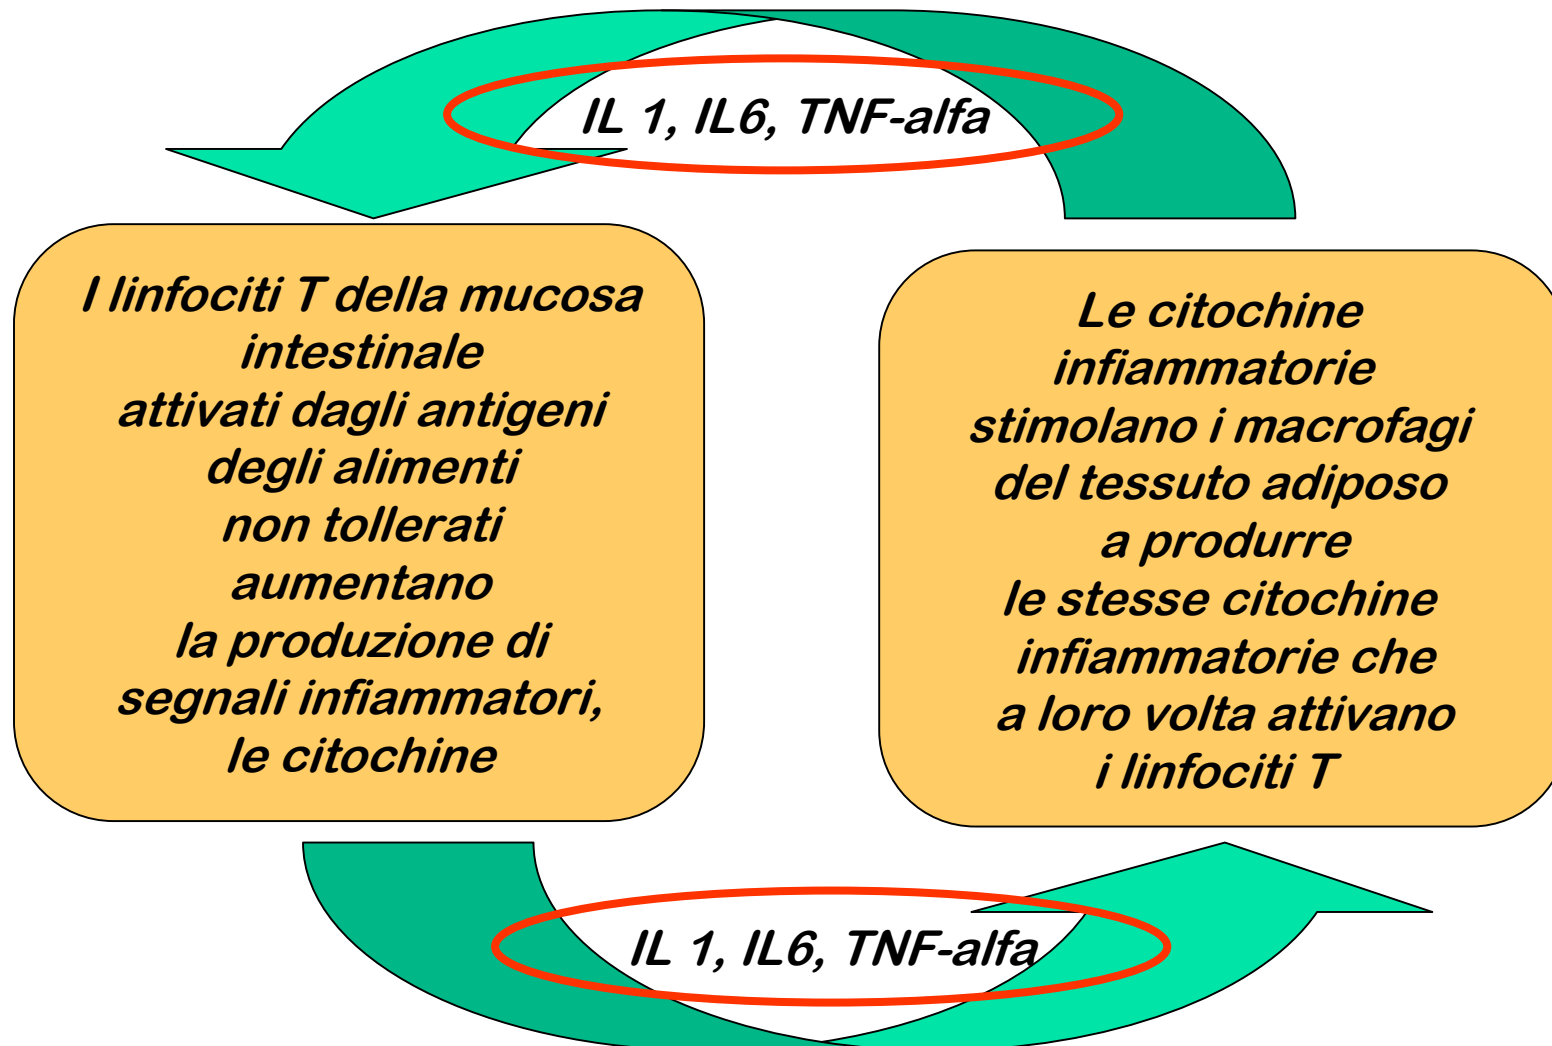 IL 1, IL6, TNF-alfa
I linfociti T della mucosa
intestinale
attivati dagli antigeni
degli alimenti
non tollerati
aumentano
la produzione di
segnali infiammatori,
le citochine
Le citochine
infiammatorie
stimolano i macrofagi
del tessuto adiposo
a produrre
le stesse citochine
infiammatorie che
a loro volta attivano
i linfociti T
IL 1, IL6, TNF-alfa